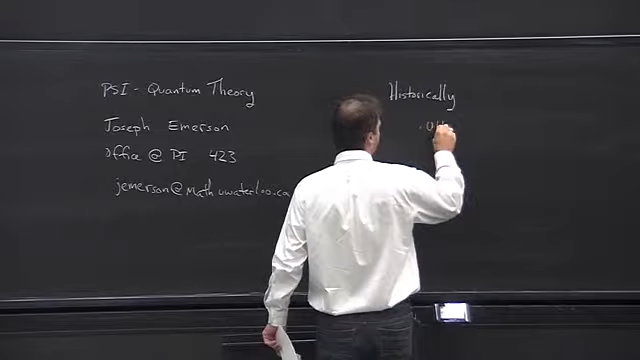 PSI - Quantum Theory
Joseph Emerson
Office @ PI 423
jemerson@math.uwaterloo.ca
Historically